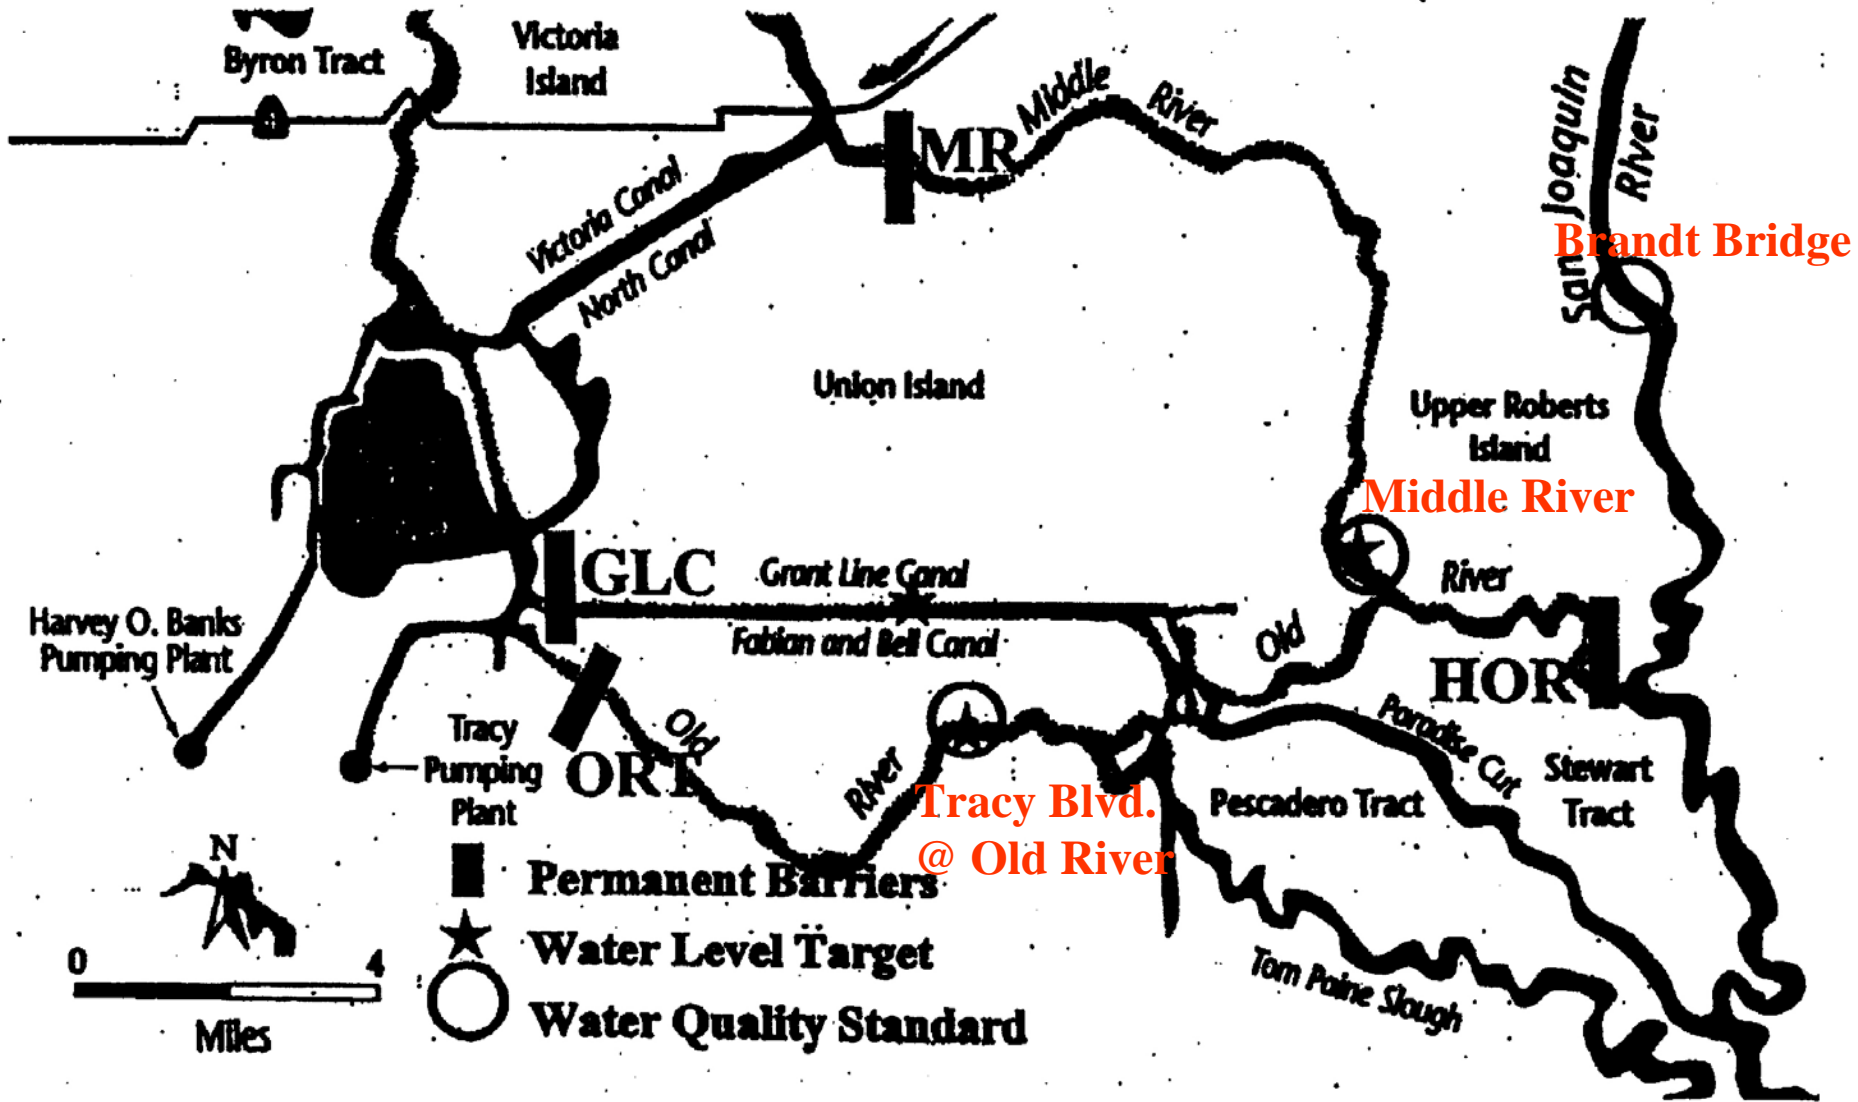 Byron Tract
Victoria
Island
Middle
River
MR
San Joaquin
River
Brandt Bridge
Victoria Canal
North Canal
Union Island
Upper Roberts
Island
Middle River
GLC
Grant Line Canal
Fabian and Bell Canal
River
Old
HOR
Harvey O. Banks
Pumping Plant
Tracy
Pumping
Plant
ORT
Old
River
Tracy Blvd.
@ Old River
Paradise Cut
Pescadero Tract
Stewart
Tract
Tom Paine Slough
N
0
4
Miles
Permanent Barriers
Water Level Target
Water Quality Standard